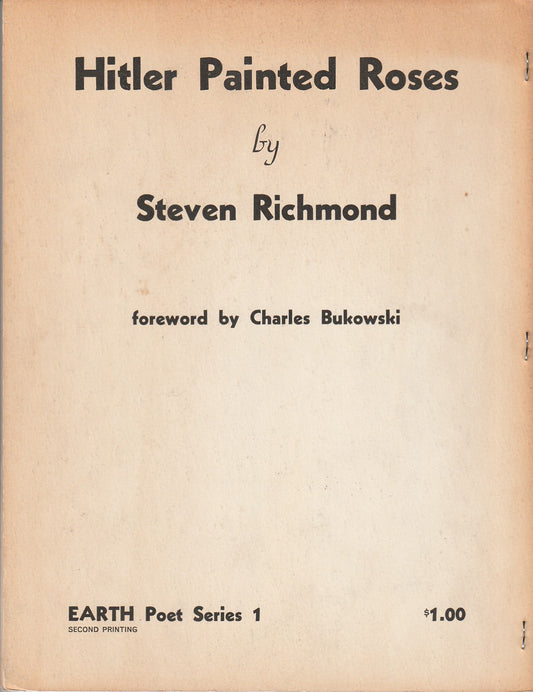 Hitler Painted Roses
by
Steven Richmond
foreword by Charles Bukowski
EARTH Poet Series 1 $1.00
SECOND PRINTING